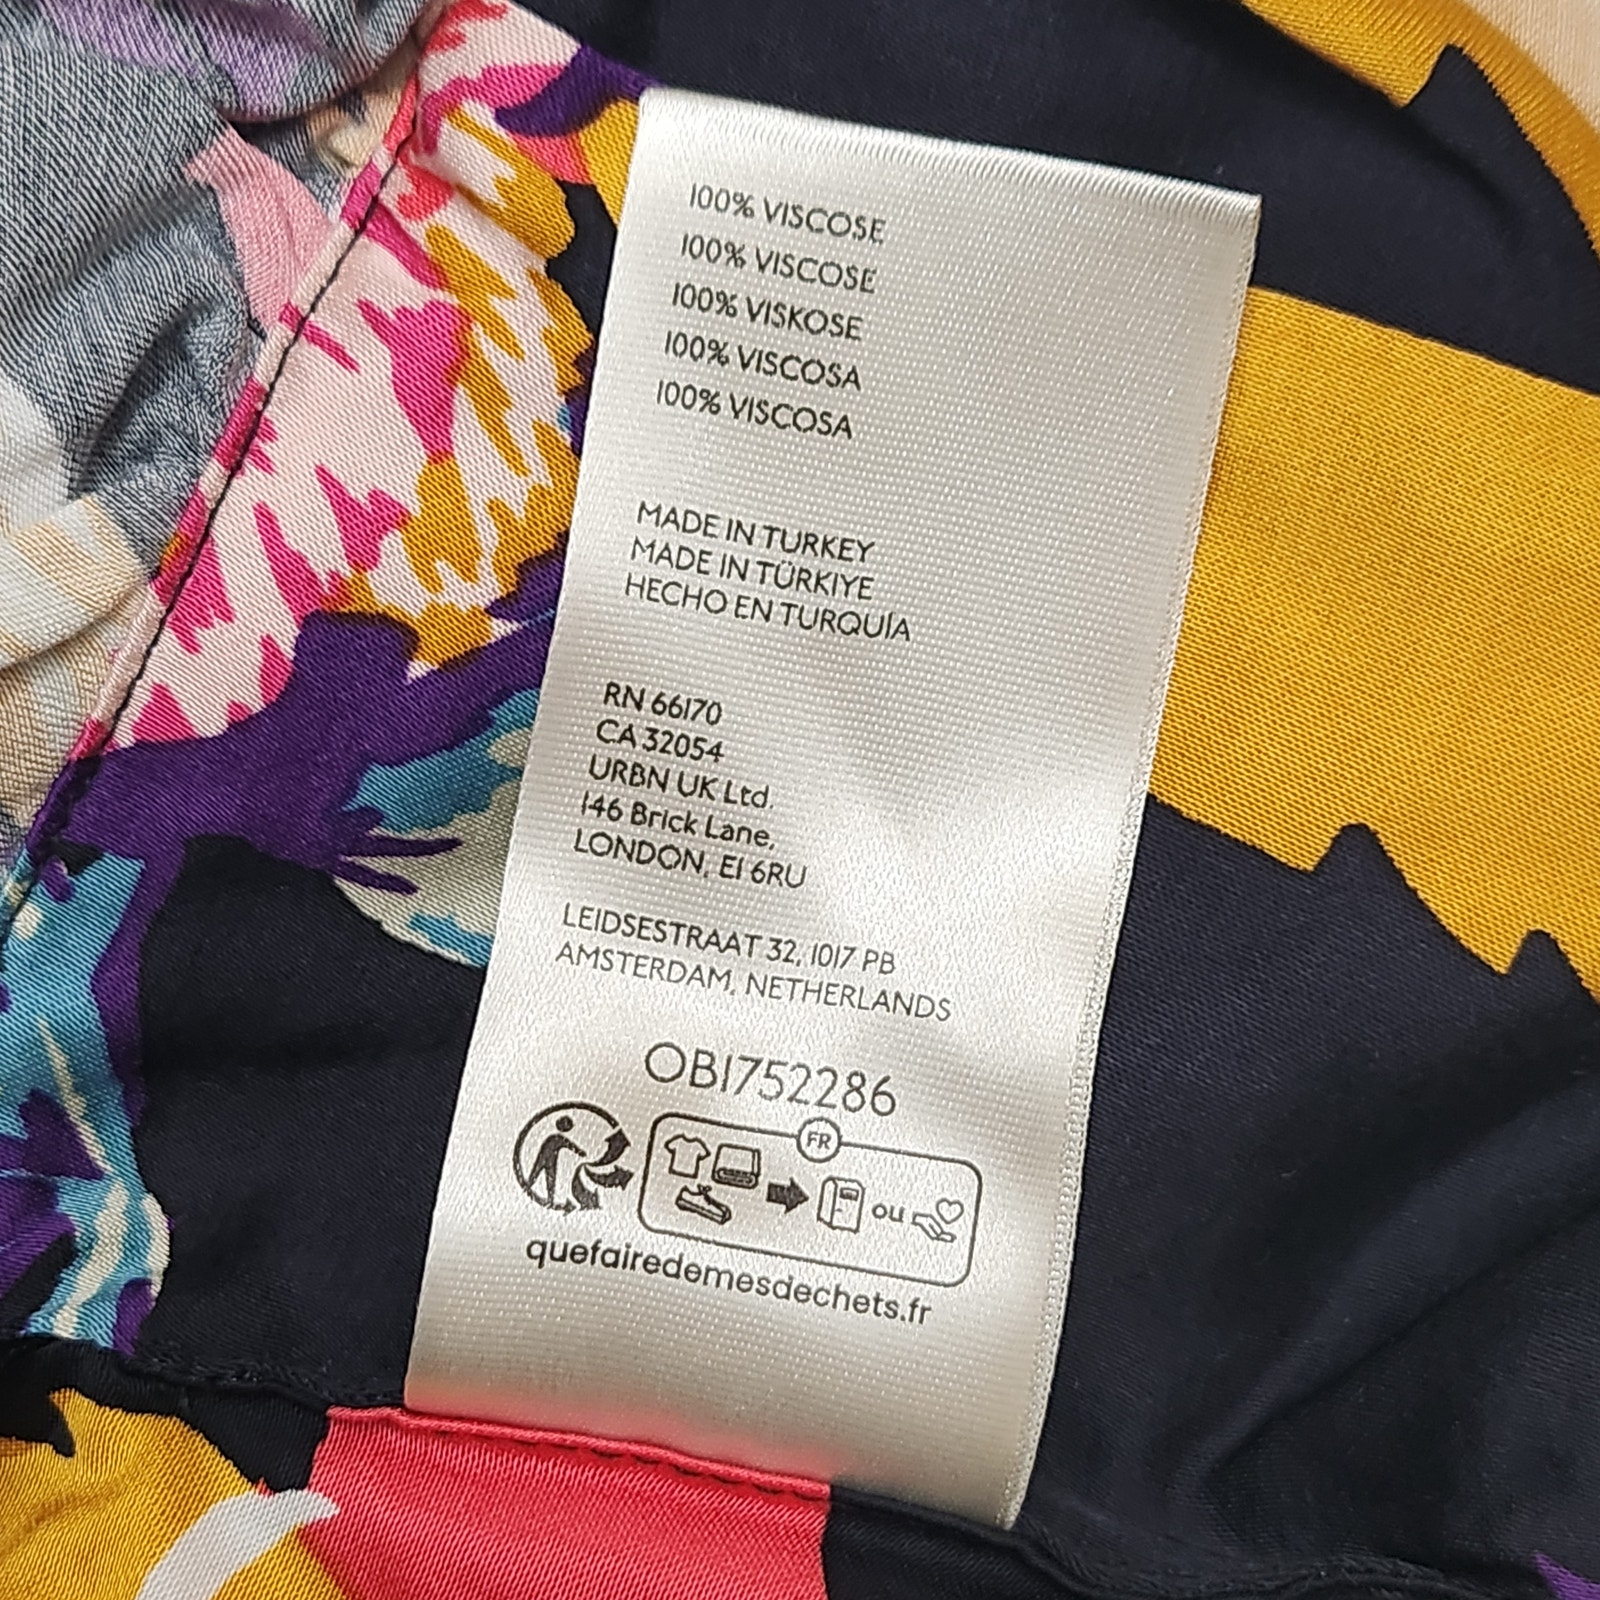 100% VISCOSE
100% VISCOSE
100% VISKOSE
100% VISCOSA
100% VISCOSA
MADE IN TURKEY
MADE IN TÜRKIYE
HECHO EN TURQUÍA
RN 66170
CA 32054
URBN UK Ltd.
146 Brick Lane,
LONDON, E1 6RU
LEIDSESTRAAT 32, 1017 PB
AMSTERDAM, NETHERLANDS
OB1752286
FR
ou
quefairedemesdechets.fr